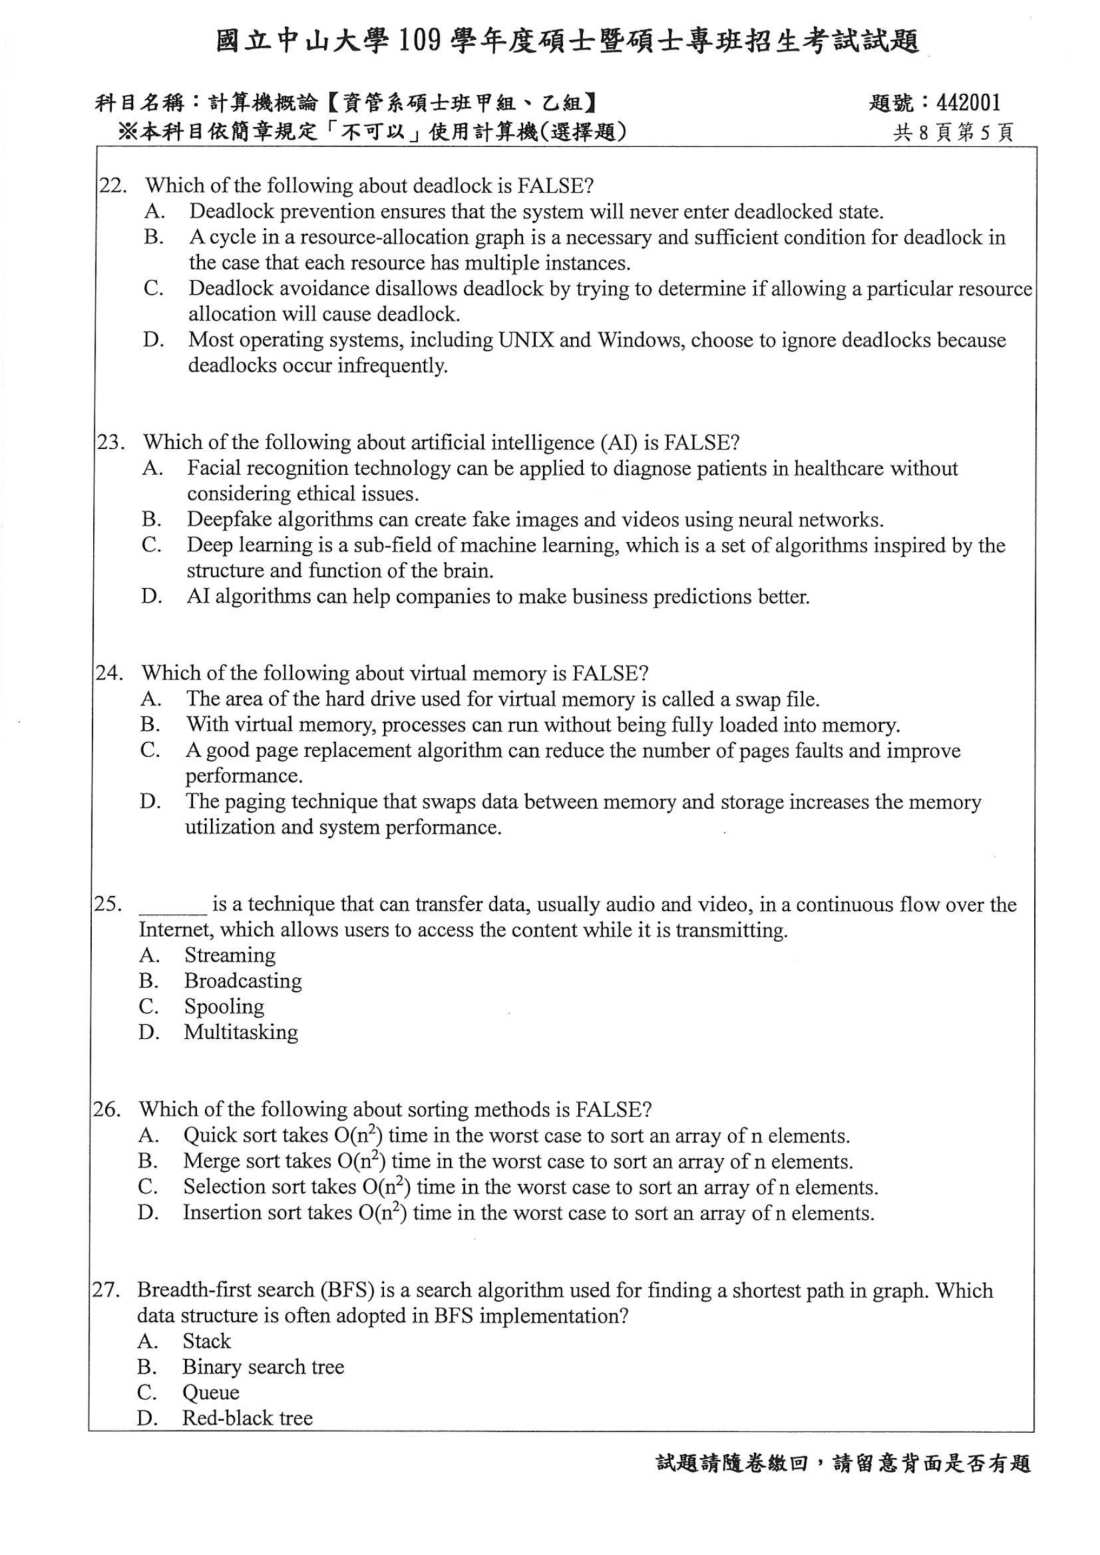 國立中山大學 109 學年度碩士暨碩士專班招生考試試題
科目名稱：計算機概論【資管系碩士班甲組、乙組】
題號：442001
※本科目依簡章規定「不可以」使用計算機(選擇題)
共 8 頁第 5 頁
22. Which of the following about deadlock is FALSE?
A. Deadlock prevention ensures that the system will never enter deadlocked state.
B. A cycle in a resource-allocation graph is a necessary and sufficient condition for deadlock in
the case that each resource has multiple instances.
C. Deadlock avoidance disallows deadlock by trying to determine if allowing a particular resource
allocation will cause deadlock.
D. Most operating systems, including UNIX and Windows, choose to ignore deadlocks because
deadlocks occur infrequently.
23. Which of the following about artificial intelligence (AI) is FALSE?
A. Facial recognition technology can be applied to diagnose patients in healthcare without
considering ethical issues.
B. Deepfake algorithms can create fake images and videos using neural networks.
C. Deep learning is a sub-field of machine learning, which is a set of algorithms inspired by the
structure and function of the brain.
D. AI algorithms can help companies to make business predictions better.
24. Which of the following about virtual memory is FALSE?
A. The area of the hard drive used for virtual memory is called a swap file.
B. With virtual memory, processes can run without being fully loaded into memory.
C. A good page replacement algorithm can reduce the number of pages faults and improve
performance.
D. The paging technique that swaps data between memory and storage increases the memory
utilization and system performance.
25. ______ is a technique that can transfer data, usually audio and video, in a continuous flow over the
Internet, which allows users to access the content while it is transmitting.
A. Streaming
B. Broadcasting
C. Spooling
D. Multitasking
26. Which of the following about sorting methods is FALSE?
A. Quick sort takes O(n²) time in the worst case to sort an array of n elements.
B. Merge sort takes O(n²) time in the worst case to sort an array of n elements.
C. Selection sort takes O(n²) time in the worst case to sort an array of n elements.
D. Insertion sort takes O(n²) time in the worst case to sort an array of n elements.
27. Breadth-first search (BFS) is a search algorithm used for finding a shortest path in graph. Which
data structure is often adopted in BFS implementation?
A. Stack
B. Binary search tree
C. Queue
D. Red-black tree
試題請隨卷繳回，請留意背面是否有題